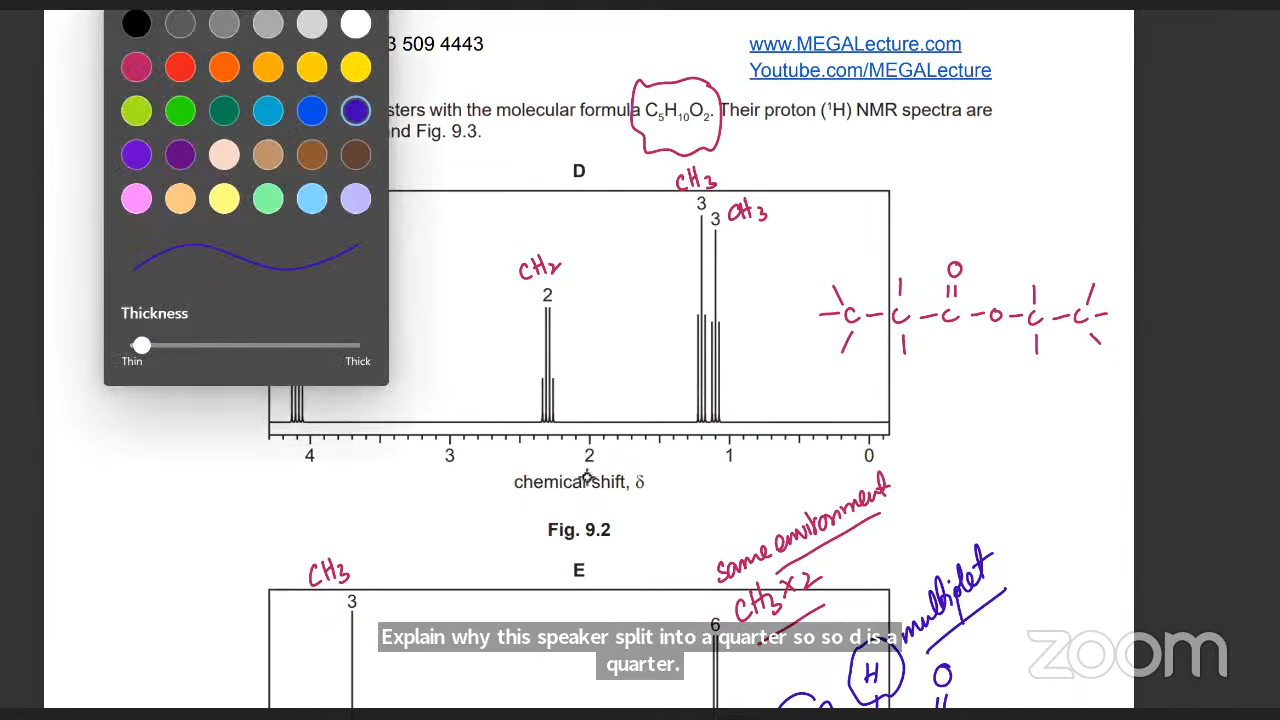 3 509 4443
www.MEGALecture.com
Youtube.com/MEGALecture
sters with the molecular formula C₅H₁₀O₂. Their proton (¹H) NMR spectra are
nd Fig. 9.3.
D
CH3
3
3 CH3
CH2
2
O
C C C O C C
Thickness
Thin Thick
4 3 2 1 0
chemical shift, δ
Fig. 9.2
same environment
E
CH3
CH3 × 2
3
6
multiplet
Explain why this speaker split into a quarter so so d is a
quarter.
H
O
zoom